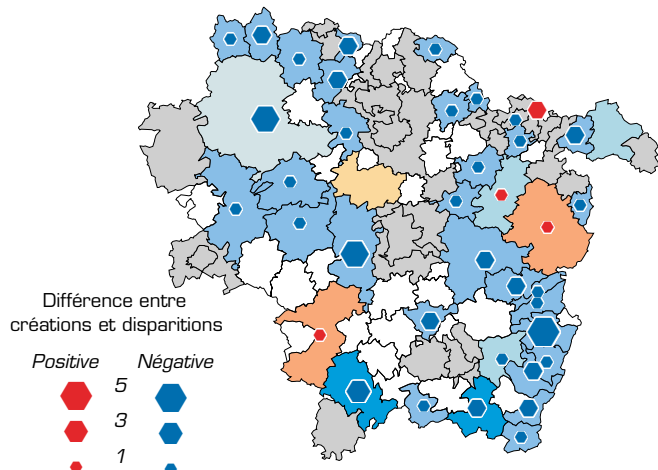 Différence entre
créations et disparitions
Positive Négative
5
3
1